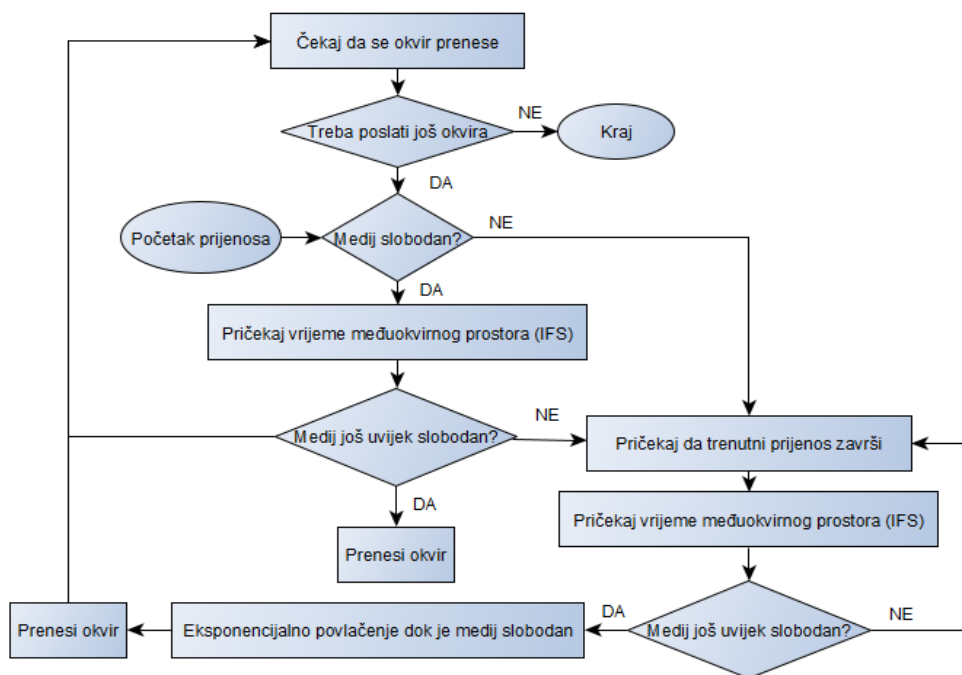 Čekaj da se okvir prenese
Treba poslati još okvira
NE
Kraj
DA
Početak prijenosa
Medij slobodan?
NE
DA
Pričekaj vrijeme međuokvirnog prostora (IFS)
Medij još uvijek slobodan?
NE
Pričekaj da trenutni prijenos završi
DA
Pričekaj vrijeme međuokvirnog prostora (IFS)
Prenesi okvir
Prenesi okvir
Eksponencijalno povlačenje dok je medij slobodan
DA
Medij još uvijek slobodan?
NE